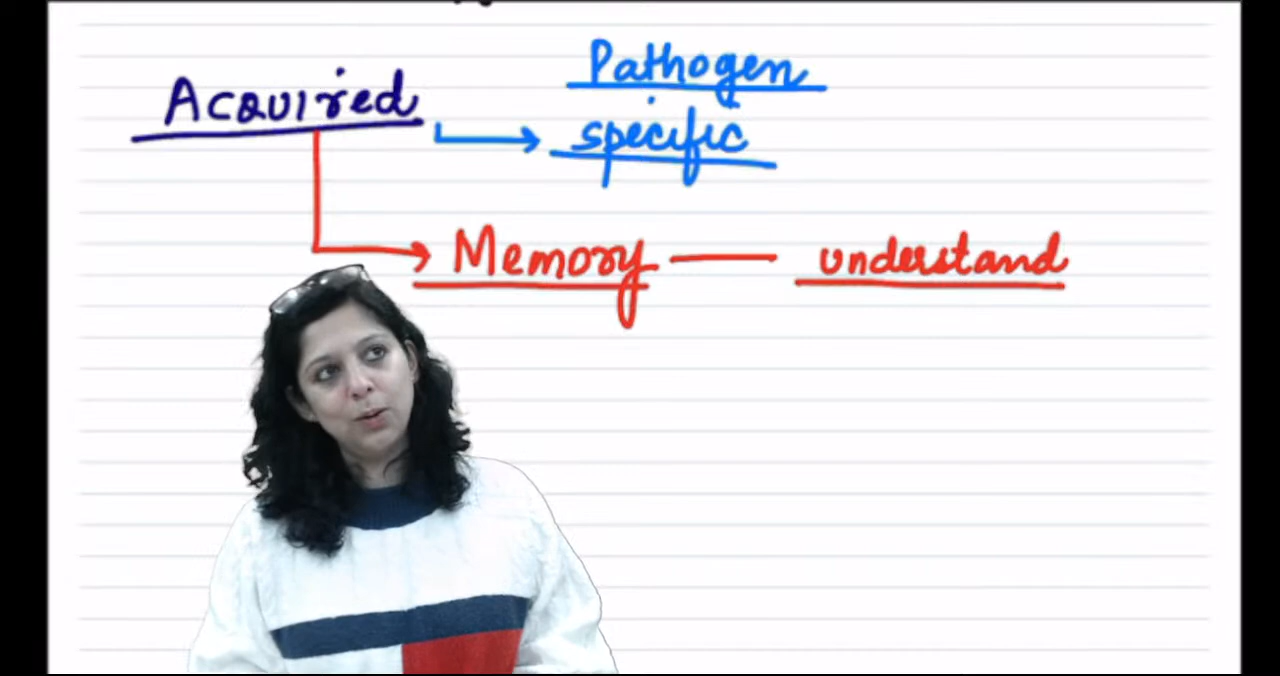 Pathogen
Acquired
specific
Memory — understand